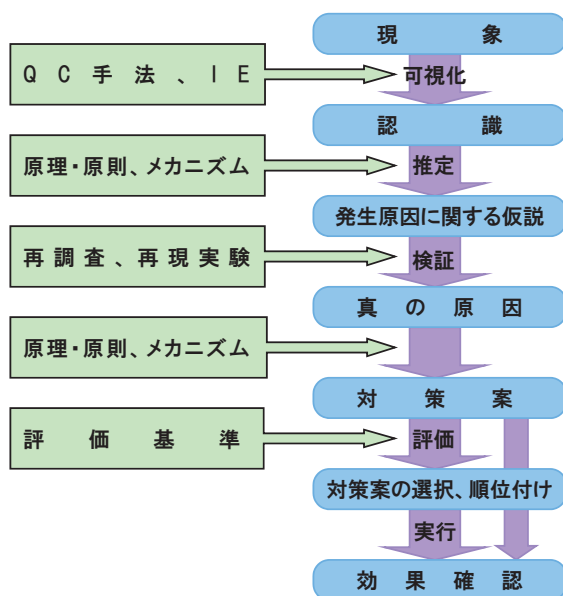 現象
QC手法、IE
可視化
認識
原理・原則、メカニズム
推定
発生原因に関する仮説
再調査、再現実験
検証
真の原因
原理・原則、メカニズム
対策案
評価基準
評価
対策案の選択、順位付け
実行
効果確認